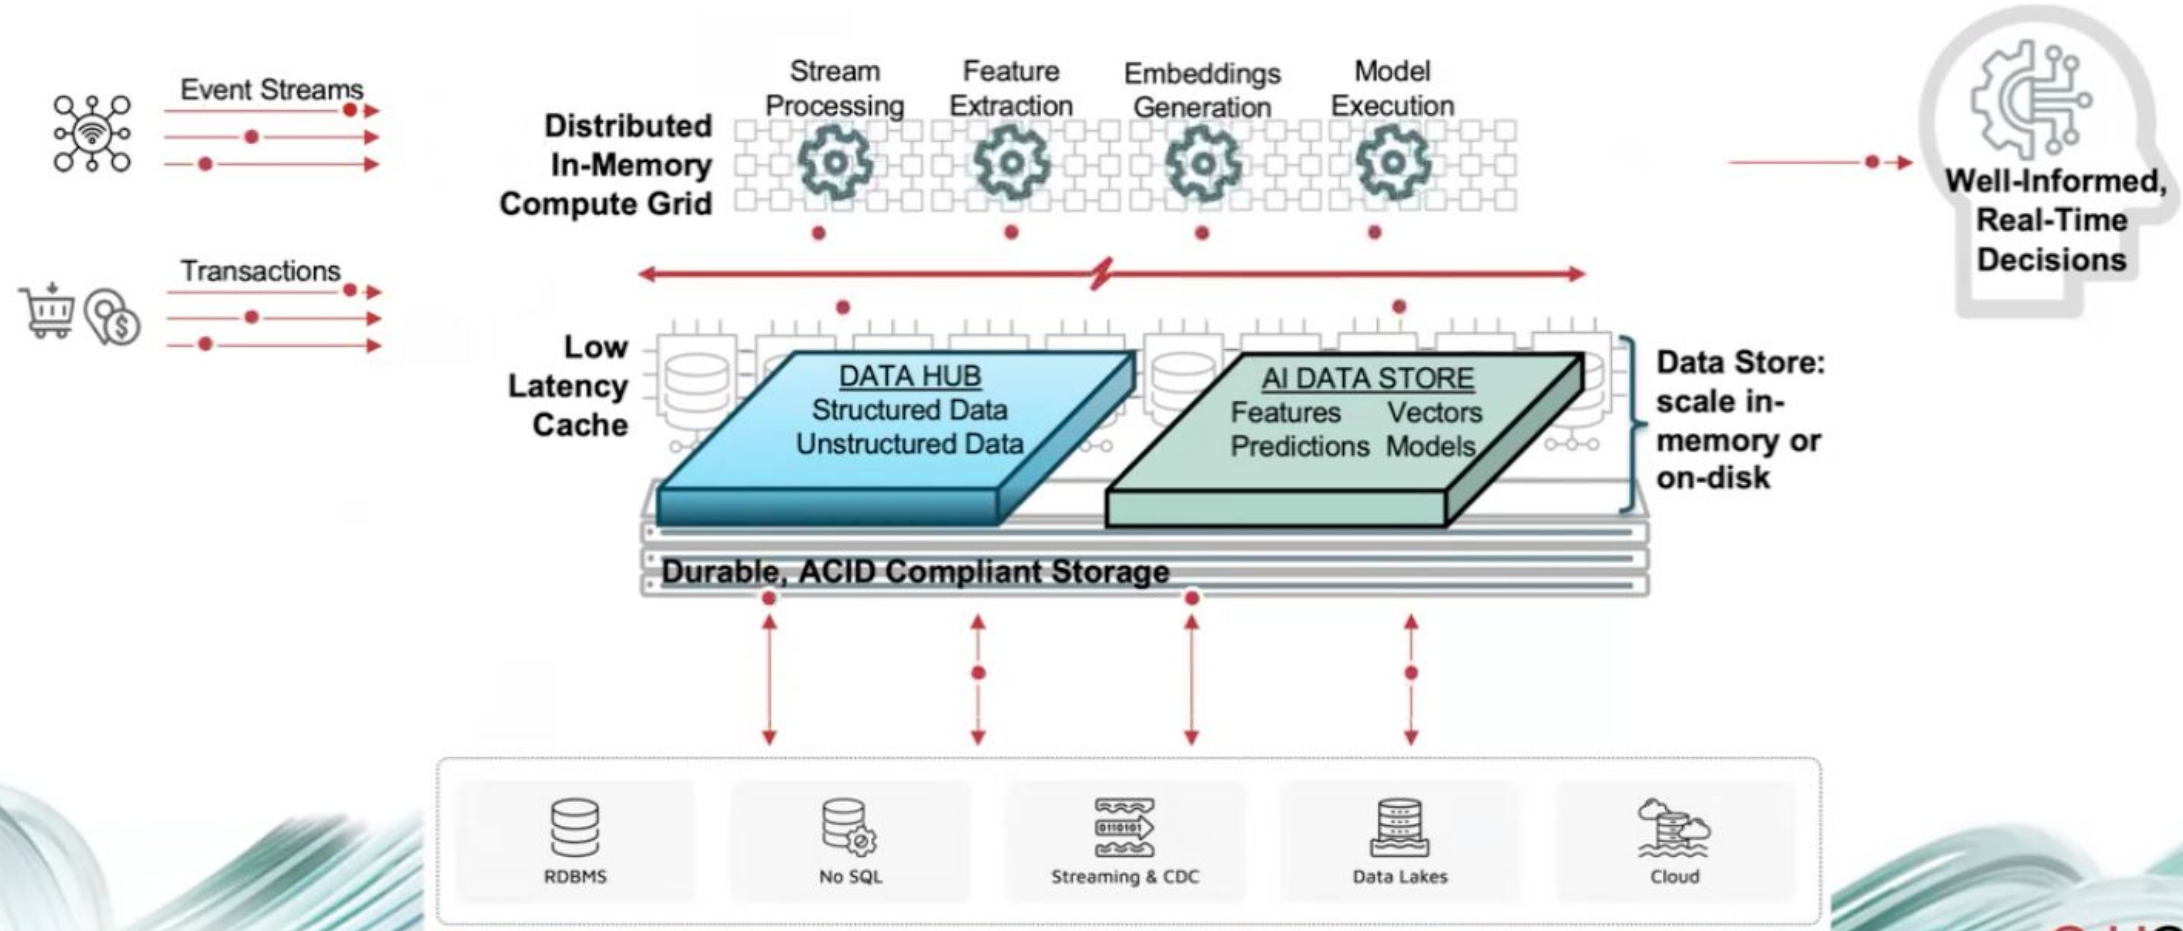 Event Streams
Transactions
Stream
Processing
Feature
Extraction
Embeddings
Generation
Model
Execution
Distributed
In-Memory
Compute Grid
Well-Informed,
Real-Time
Decisions
Low
Latency
Cache
DATA HUB
Structured Data
Unstructured Data
AI DATA STORE
Features Vectors
Predictions Models
Data Store:
scale in-
memory or
on-disk
Durable, ACID Compliant Storage
RDBMS
No SQL
0110101
Streaming & CDC
Data Lakes
Cloud